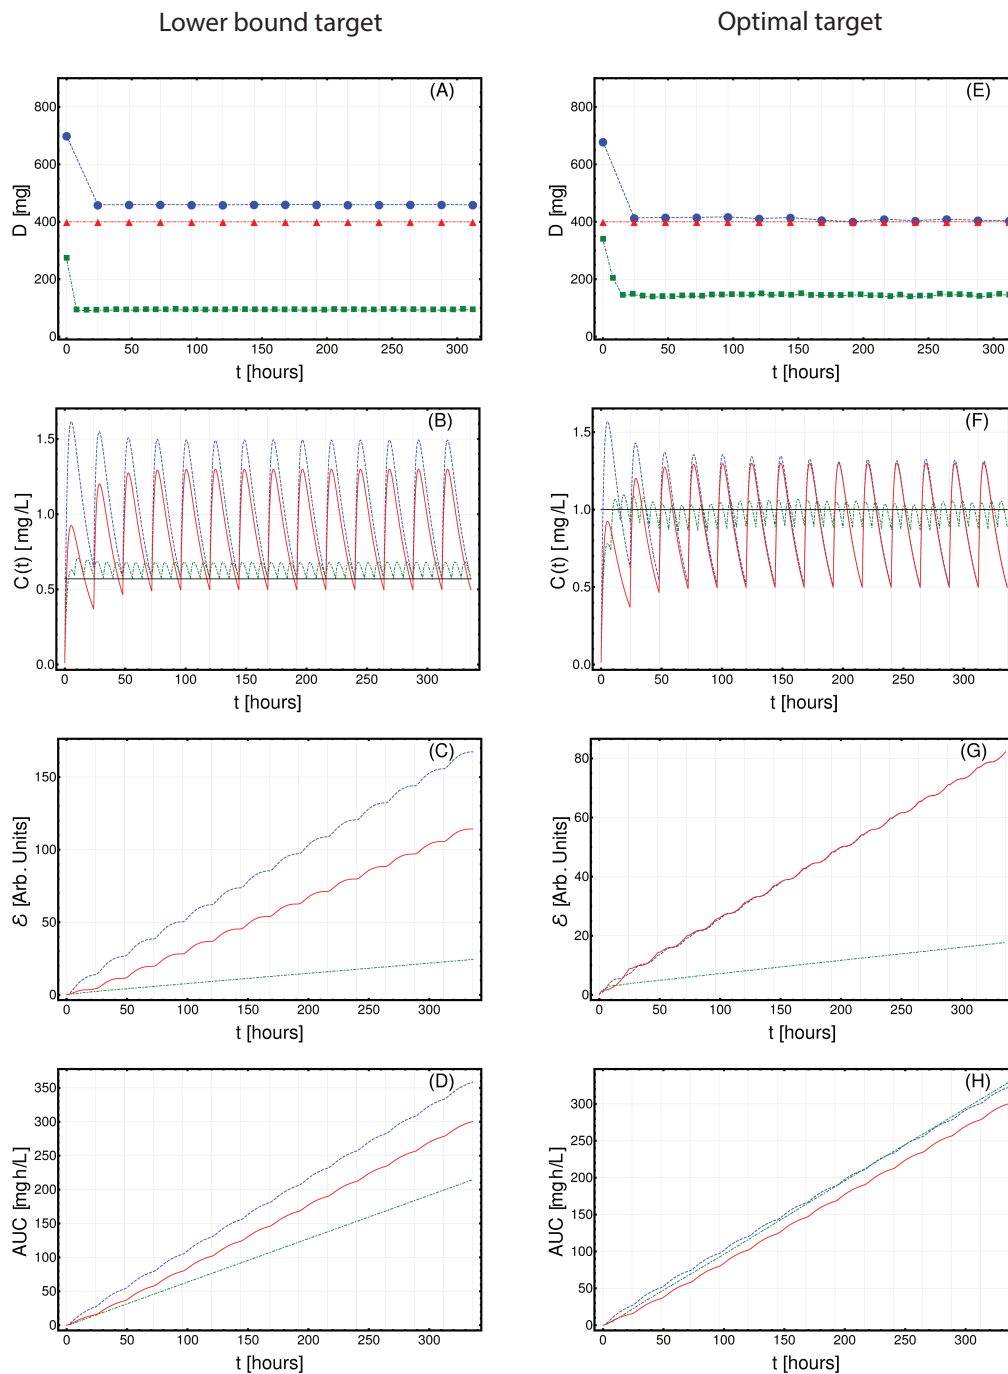 Lower bound target
Optimal target
(A)
D [mg]
800
600
400
200
0
0 50 100 150 200 250 300
t [hours]
(E)
D [mg]
800
600
400
200
0
0 50 100 150 200 250 300
t [hours]
(B)
C(t) [mg/L]
1.5
1.0
0.5
0.0
0 50 100 150 200 250 300
t [hours]
(F)
C(t) [mg/L]
1.5
1.0
0.5
0.0
0 50 100 150 200 250 300
t [hours]
(C)
ℰ [Arb. Units]
150
100
50
0
0 50 100 150 200 250 300
t [hours]
(G)
ℰ [Arb. Units]
80
60
40
20
0
0 50 100 150 200 250 300
t [hours]
(D)
AUC [mgh/L]
350
300
250
200
150
100
50
0
0 50 100 150 200 250 300
t [hours]
(H)
AUC [mgh/L]
300
250
200
150
100
50
0
0 50 100 150 200 250 300
t [hours]